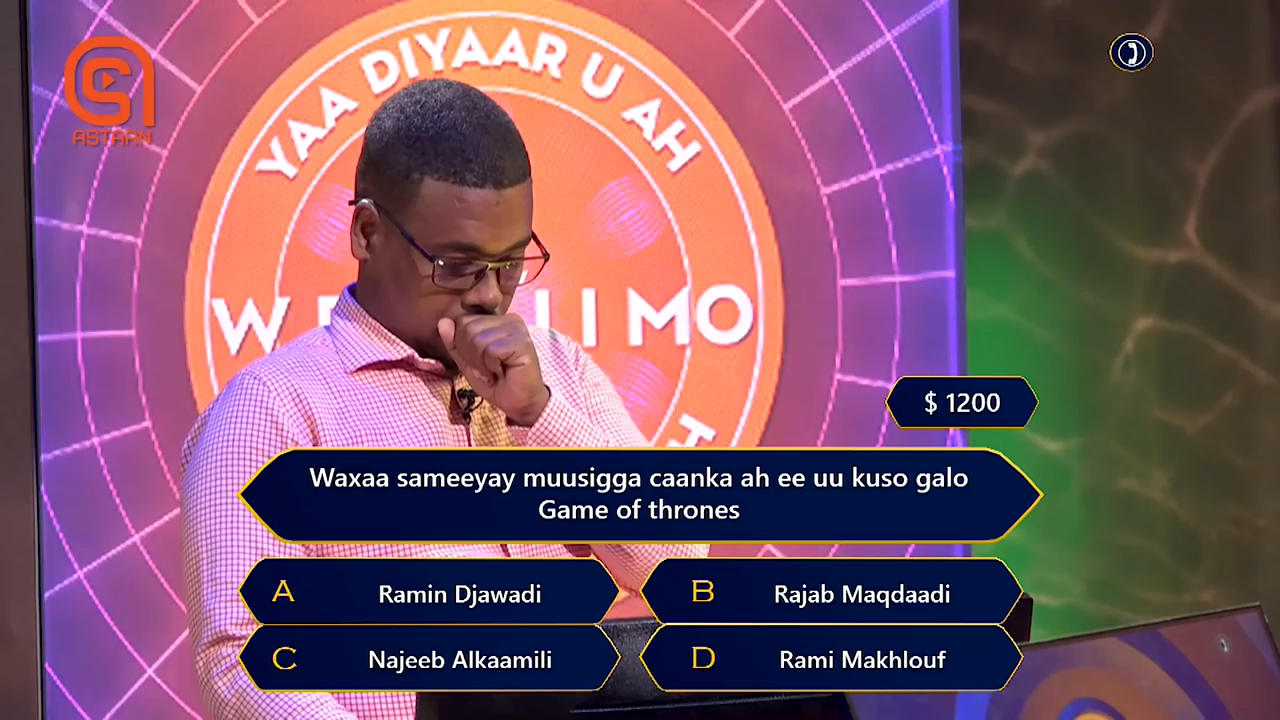 ASTAAN
YAA DIYAAR U AH
MO
$ 1200
Waxaa sameeyay muusigga caanka ah ee uu kuso galo
Game of thrones
A Ramin Djawadi
B Rajab Maqdaadi
C Najeeb Alkaamili
D Rami Makhlouf